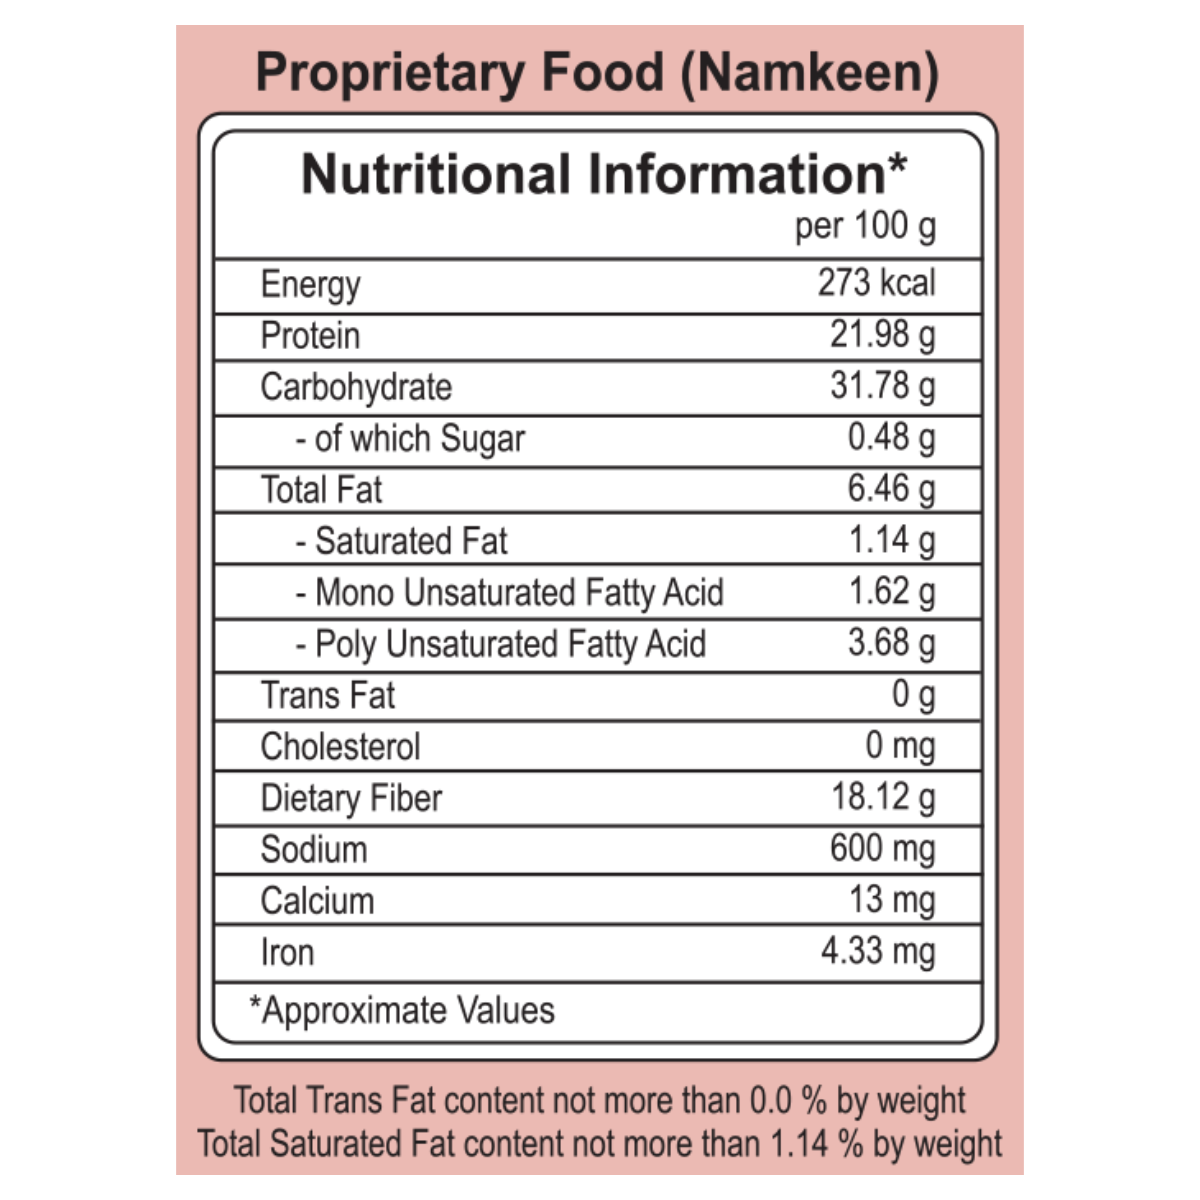 Proprietary Food (Namkeen)
Nutritional Information*
per 100 g
Energy 273 kcal
Protein 21.98 g
Carbohydrate 31.78 g
- of which Sugar 0.48 g
Total Fat 6.46 g
- Saturated Fat 1.14 g
- Mono Unsaturated Fatty Acid 1.62 g
- Poly Unsaturated Fatty Acid 3.68 g
Trans Fat 0 g
Cholesterol 0 mg
Dietary Fiber 18.12 g
Sodium 600 mg
Calcium 13 mg
Iron 4.33 mg
*Approximate Values
Total Trans Fat content not more than 0.0 % by weight
Total Saturated Fat content not more than 1.14 % by weight